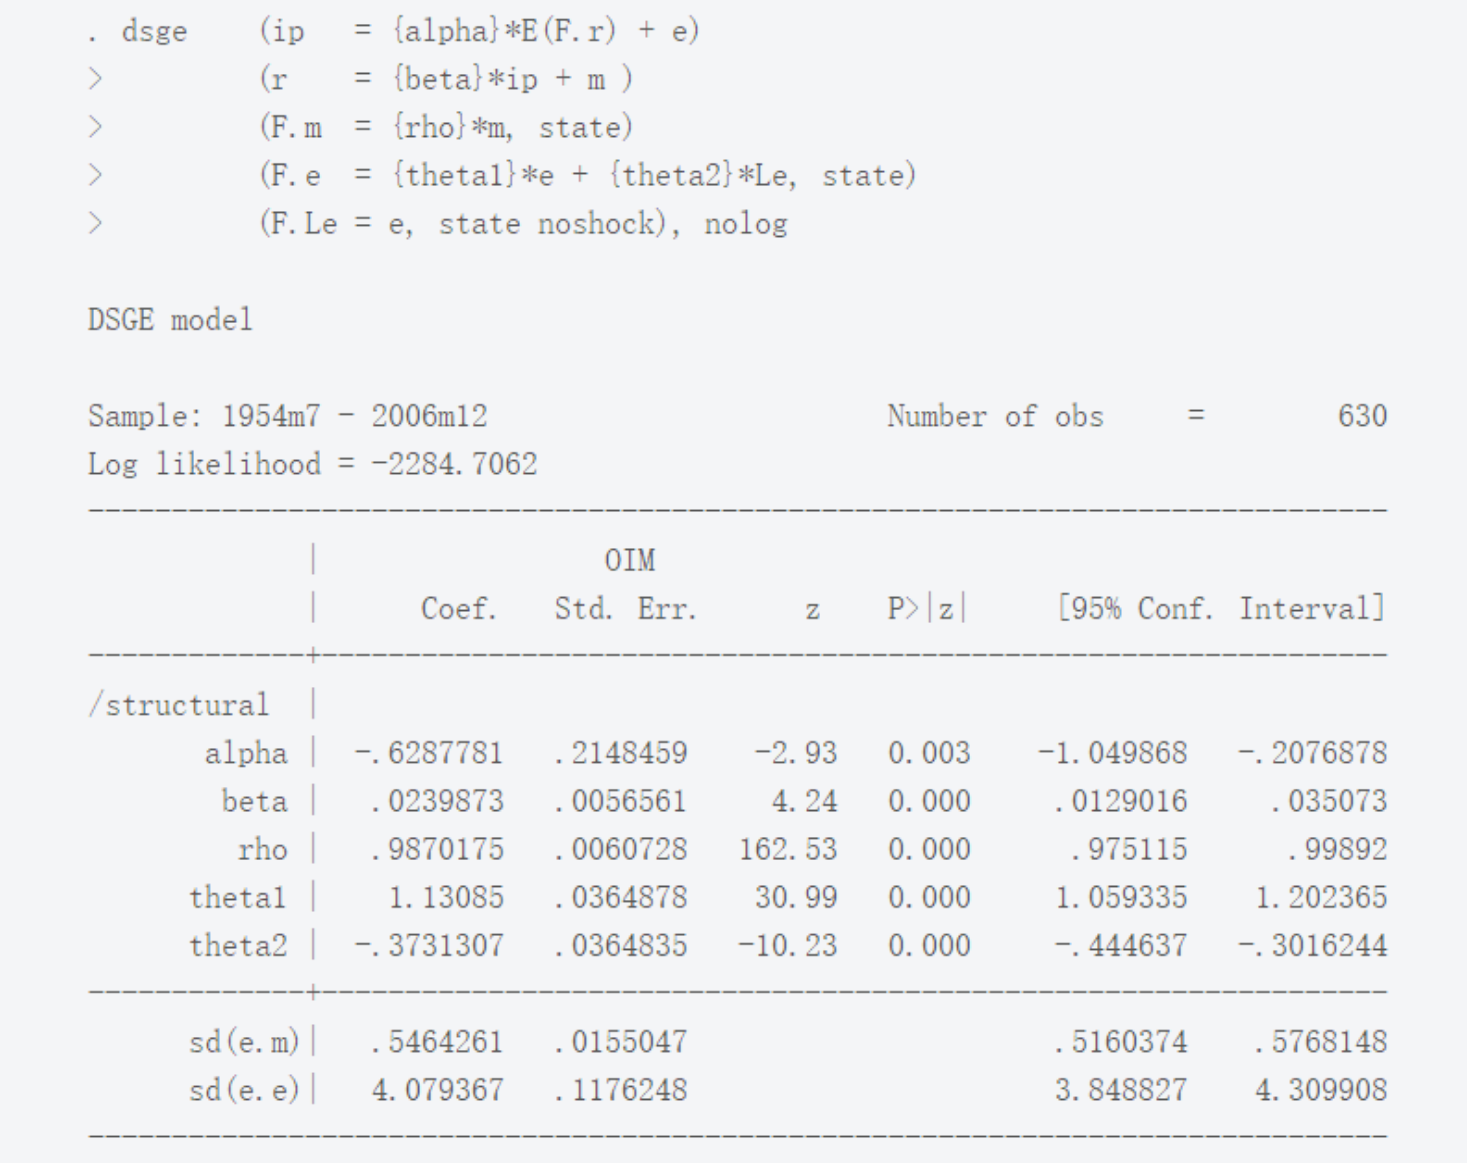 . dsge    (ip   = {alpha}*E(F.r) + e)
>         (r    = {beta}*ip + m )
>         (F.m  = {rho}*m, state)
>         (F.e  = {theta1}*e + {theta2}*Le, state)
>         (F.Le = e, state noshock), nolog
DSGE model
Sample: 1954m7 - 2006m12                        Number of obs     =        630
Log likelihood = -2284.7062
------------------------------------------------------------------------------
             |                 OIM
             |      Coef.   Std. Err.      z    P>|z|     [95% Conf. Interval]
-------------+----------------------------------------------------------------
/structural  |
       alpha |  -.6287781   .2148459    -2.93   0.003    -1.049868   -.2076878
        beta |   .0239873   .0056561     4.24   0.000     .0129016     .035073
         rho |   .9870175   .0060728   162.53   0.000      .975115      .99892
      theta1 |    1.13085   .0364878    30.99   0.000     1.059335    1.202365
      theta2 |  -.3731307   .0364835   -10.23   0.000     -.444637   -.3016244
-------------+----------------------------------------------------------------
      sd(e.m)|   .5464261   .0155047                      .5160374    .5768148
      sd(e.e)|   4.079367   .1176248                      3.848827    4.309908
------------------------------------------------------------------------------